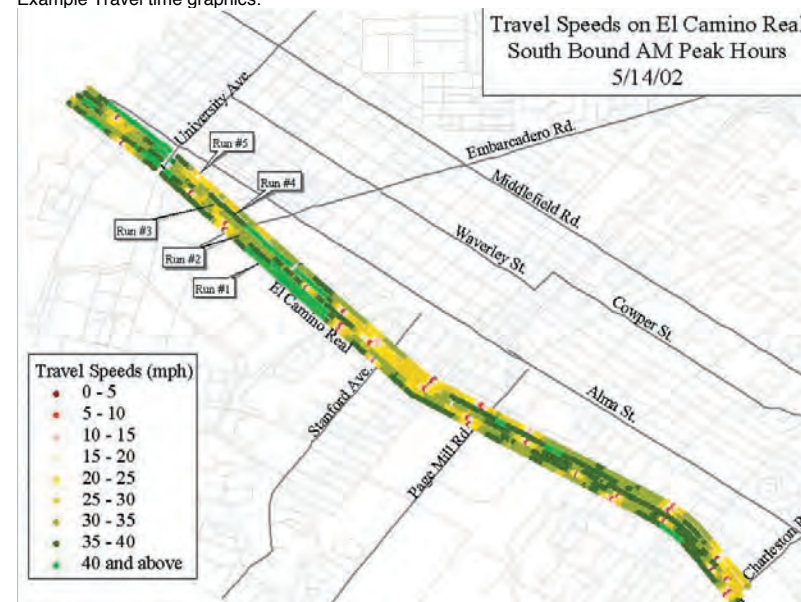 Example Travel time graphics:
Travel Speeds on El Camino Real
South Bound AM Peak Hours
5/14/02
University Ave.
Embarcadero Rd.
Run #5
Middlefield Rd.
Run #4
Run #3
Waverley St.
Run #2
Run #1
El Camino Real
Cowper St.
Stanford Ave.
Alma St.
Page Mill Rd.
Charleston R
Travel Speeds (mph)
0 - 5
5 - 10
10 - 15
15 - 20
20 - 25
25 - 30
30 - 35
35 - 40
40 and above